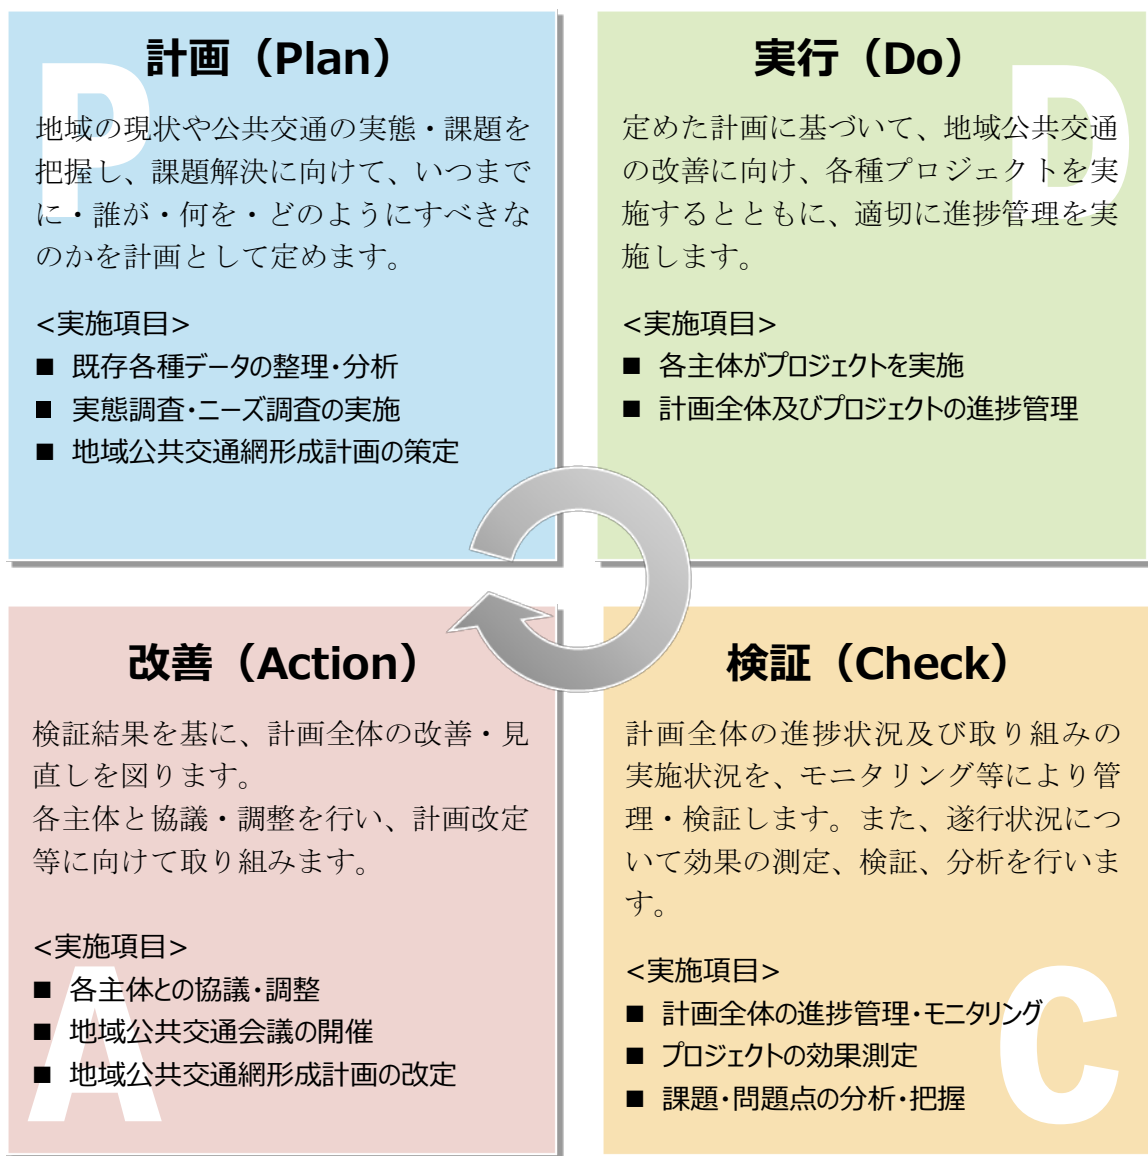 計画（Plan）
P
地域の現状や公共交通の実態・課題を
把握し、課題解決に向けて、いつまで
に・誰が・何を・どのようにすべきな
のかを計画として定めます。
<実施項目>
■ 既存各種データの整理・分析
■ 実態調査・ニーズ調査の実施
■ 地域公共交通網形成計画の策定
実行（Do）
D
定めた計画に基づいて、地域公共交通
の改善に向け、各種プロジェクトを実
施するとともに、適切に進捗管理を実
施します。
<実施項目>
■ 各主体がプロジェクトを実施
■ 計画全体及びプロジェクトの進捗管理
改善（Action）
検証結果を基に、計画全体の改善・見
直しを図ります。
各主体と協議・調整を行い、計画改定
等に向けて取り組みます。
<実施項目>
■ 各主体との協議・調整
■ 地域公共交通会議の開催
■ 地域公共交通網形成計画の改定
A
検証（Check）
計画全体の進捗状況及び取り組みの
実施状況を、モニタリング等により管
理・検証します。また、遂行状況につ
いて効果の測定、検証、分析を行いま
す。
<実施項目>
■ 計画全体の進捗管理・モニタリング
■ プロジェクトの効果測定
■ 課題・問題点の分析・把握
C